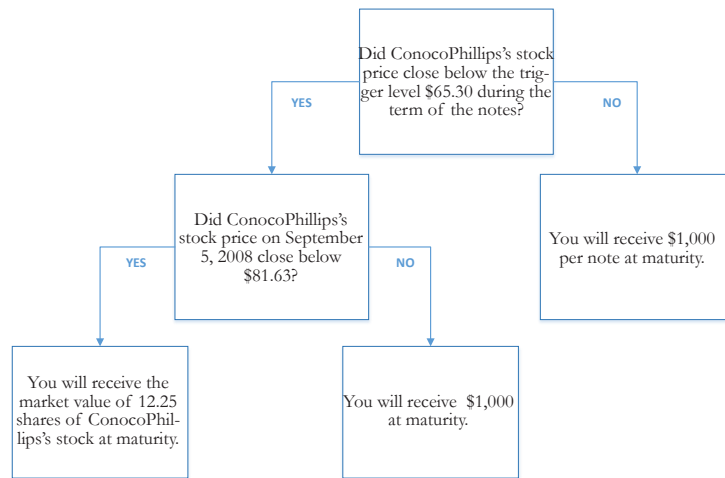 Did ConocoPhillips's stock
price close below the trig-
ger level $65.30 during the
term of the notes?
YES
NO
Did ConocoPhillips's
stock price on September
5, 2008 close below
$81.63?
You will receive $1,000
per note at maturity.
YES
NO
You will receive the
market value of 12.25
shares of ConocoPhil-
lips's stock at maturity.
You will receive $1,000
at maturity.